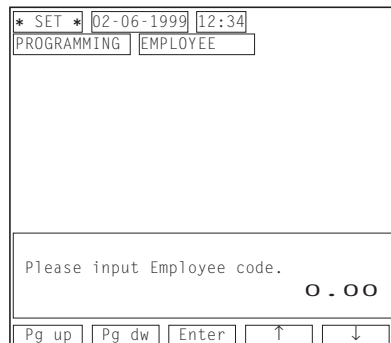 * SET * 02-06-1999 12:34
PROGRAMMING EMPLOYEE
Please input Employee code.
0.00
Pg up Pg dw Enter ↑ ↓